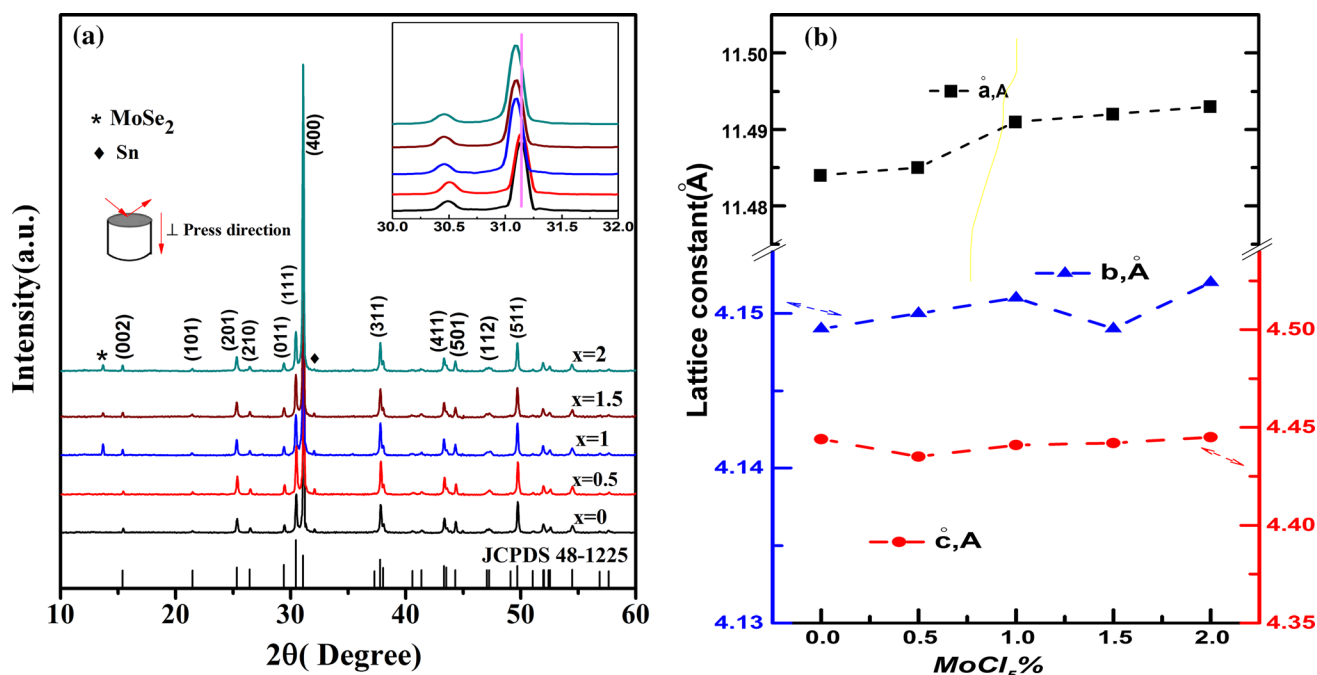 (a)
* MoSe2
♦ Sn
⊥ Press direction
Intensity(a.u.)
(002)
(101)
(201)
(210)
(011)
(111)
(400)
(311)
(411)
(501)
(112)
(511)
*
♦
x=2
x=1.5
x=1
x=0.5
x=0
JCPDS 48-1225
10 20 30 40 50 60
2θ( Degree)
30.0 30.5 31.0 31.5 32.0
(b)
Lattice constant(Å)
11.50
11.49
11.48
4.15
4.14
4.13
å,A
b,Å
c̊,A
4.50
4.45
4.40
4.35
0.0 0.5 1.0 1.5 2.0
MoCl5%